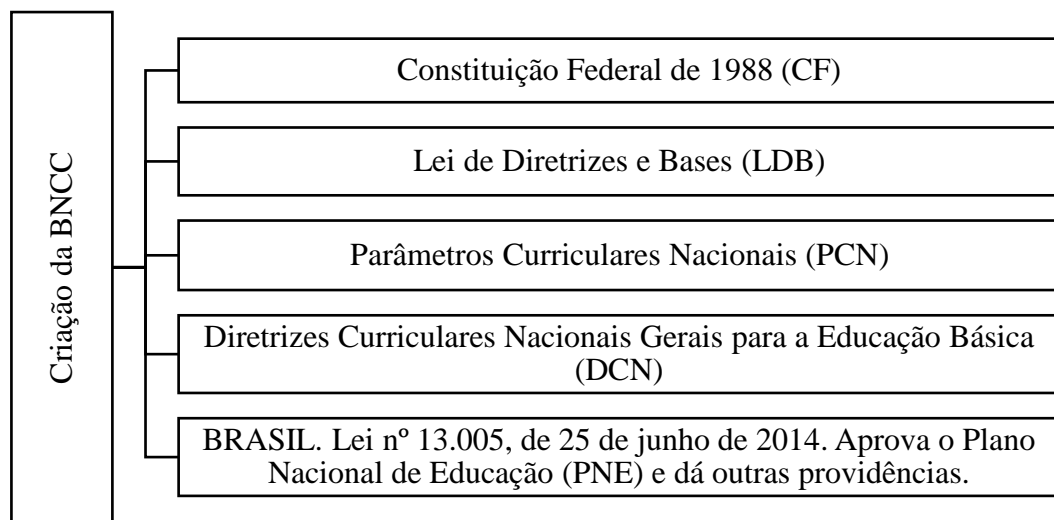 Criação da BNCC
Constituição Federal de 1988 (CF)
Lei de Diretrizes e Bases (LDB)
Parâmetros Curriculares Nacionais (PCN)
Diretrizes Curriculares Nacionais Gerais para a Educação Básica
(DCN)
BRASIL. Lei nº 13.005, de 25 de junho de 2014. Aprova o Plano
Nacional de Educação (PNE) e dá outras providências.